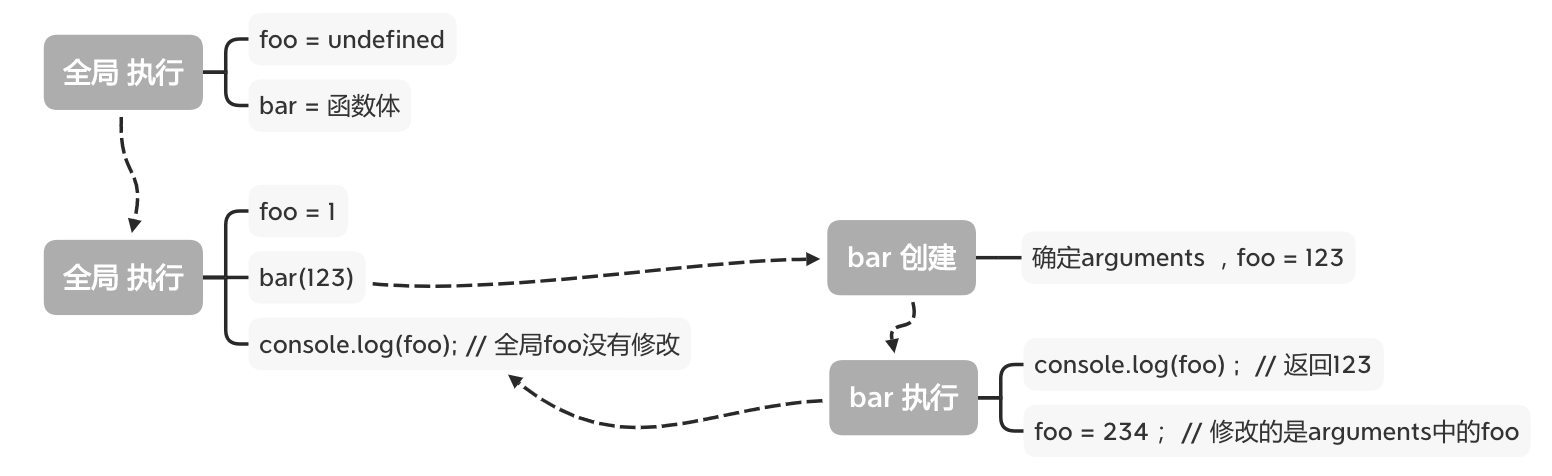 全局 执行
foo = undefined
bar = 函数体
全局 执行
foo = 1
bar(123)
console.log(foo); // 全局foo没有修改
bar 创建
确定arguments ，foo = 123
bar 执行
console.log(foo)； // 返回123
foo = 234； // 修改的是arguments中的foo